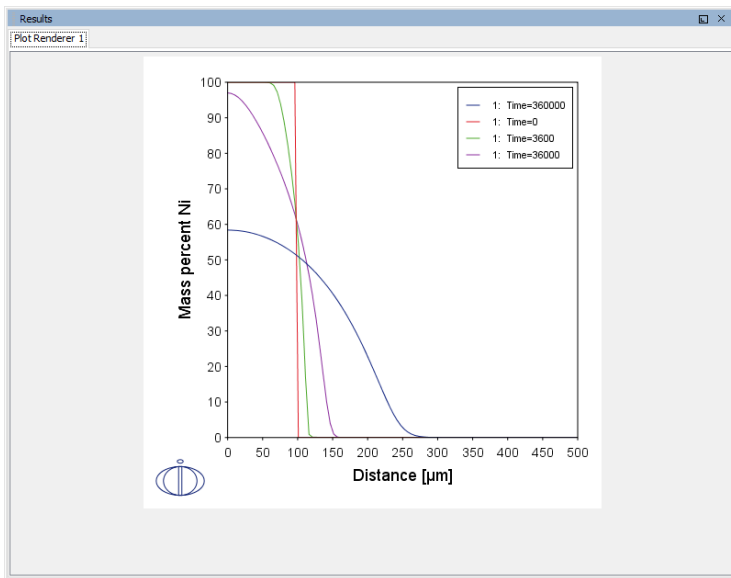 Results
Plot Renderer 1
100
90
80
70
60
50
40
30
20
10
0
Mass percent Ni
1: Time=360000
1: Time=0
1: Time=3600
1: Time=36000
0 50 100 150 200 250 300 350 400 450 500
Distance [μm]